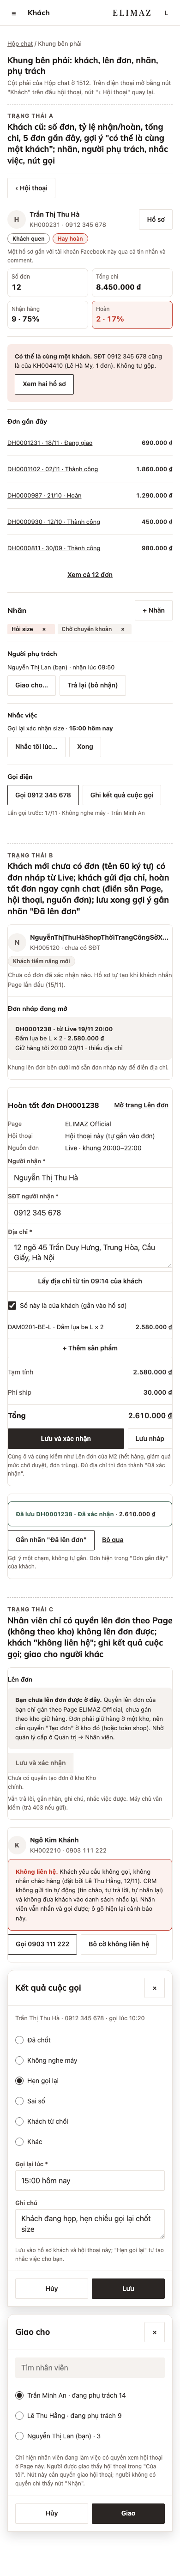 ≡ Khách ELIMAZ L
Hộp chat / Khung bên phải
Khung bên phải: khách, lên đơn, nhãn,
phụ trách
Cột phải của Hộp chat ở 1512. Trên điện thoại mở bằng nút
"Khách" trên đầu hội thoại, nút "‹ Hội thoại" quay lại.
TRẠNG THÁI A
Khách cũ: số đơn, tỷ lệ nhận/hoàn, tổng
chi, 5 đơn gần đây, gợi ý "có thể là cùng
một khách"; nhãn, người phụ trách, nhắc
việc, nút gọi
‹ Hội thoại
H
Trần Thị Thu Hà
KH000231 · 0912 345 678
Hồ sơ
Khách quen Hay hoàn
Một hồ sơ gắn với tài khoản Facebook này qua cả tin nhắn và
comment.
Số đơn
12
Tổng chi
8.450.000 đ
Nhận hàng
9 · 75%
Hoàn
2 · 17%
Có thể là cùng một khách. SĐT 0912 345 678 cũng
là của KH004410 (Lê Hà My, 1 đơn). Không tự gộp.
Xem hai hồ sơ
Đơn gần đây
DH0001231 · 18/11 · Đang giao 690.000 đ
DH0001102 · 02/11 · Thành công 1.860.000 đ
DH0000987 · 21/10 · Hoàn 1.290.000 đ
DH0000930 · 12/10 · Thành công 450.000 đ
DH0000811 · 30/09 · Thành công 980.000 đ
Xem cả 12 đơn
Nhãn
+ Nhãn
Hỏi size × Chờ chuyển khoản ×
Người phụ trách
Nguyễn Thị Lan (bạn) · nhận lúc 09:50
Giao cho... Trả lại (bỏ nhận)
Nhắc việc
Gọi lại xác nhận size · 15:00 hôm nay
Nhắc tôi lúc... Xong
Gọi điện
Gọi 0912 345 678 Ghi kết quả cuộc gọi
Lần gọi trước: 17/11 · Không nghe máy · Trần Minh An
TRẠNG THÁI B
Khách mới chưa có đơn (tên 60 ký tự) có
đơn nháp từ Live; khách gửi địa chỉ, hoàn
tất đơn ngay cạnh chat (điền sẵn Page,
hội thoại, nguồn đơn); lưu xong gợi ý gắn
nhãn "Đã lên đơn"
N
NguyễnThịThuHàShopThờiTrangCôngSởX...
KH005120 · chưa có SĐT
Khách tiềm năng mới
Chưa có đơn đã xác nhận nào. Hồ sơ tự tạo khi khách nhắn
Page lần đầu (15/11).
Đơn nháp đang mở
DH0001238 · từ Live 19/11 20:00
Đầm lụa be L × 2 · 2.580.000 đ
Giữ hàng tới 20:00 20/11 · thiếu địa chỉ
Khung lên đơn bên dưới mở sẵn đơn nháp này để điền địa chỉ.
Hoàn tất đơn DH0001238 Mở trang Lên đơn
Page ELIMAZ Official
Hội thoại Hội thoại này (tự gắn vào đơn)
Nguồn đơn Live · khung 20:00–22:00
Người nhận *
Nguyễn Thị Thu Hà
SĐT người nhận *
0912 345 678
Địa chỉ *
12 ngõ 45 Trần Duy Hưng, Trung Hòa, Cầu
Giấy, Hà Nội
Lấy địa chỉ từ tin 09:14 của khách
Số này là của khách (gắn vào hồ sơ)
DAM0201-BE-L · Đầm lụa be L × 2 2.580.000 đ
+ Thêm sản phẩm
Tạm tính 2.580.000 đ
Phí ship 30.000 đ
Tổng 2.610.000 đ
Lưu và xác nhận Lưu nháp
Cùng ô và cùng kiểm như Lên đơn của M2 (hết hàng, giảm quá
mức chờ duyệt, đơn trùng). Đủ địa chỉ thì đơn thành "Đã xác
nhận".
Đã lưu DH0001238 · Đã xác nhận · 2.610.000 đ
Gắn nhãn "Đã lên đơn" Bỏ qua
Gợi ý một chạm, không tự gắn. Đơn hiện trong "Đơn gần đây"
của khách.
TRẠNG THÁI C
Nhân viên chỉ có quyền lên đơn theo Page
(không theo kho) không lên đơn được;
khách "không liên hệ"; ghi kết quả cuộc
gọi; giao cho người khác
Lên đơn
Bạn chưa lên đơn được ở đây. Quyền lên đơn của
bạn chỉ gắn theo Page ELIMAZ Official, chưa gắn
theo kho giữ hàng. Đơn phải giữ hàng ở một kho, nên
cần quyền "Tạo đơn" ở kho đó (hoặc toàn shop). Nhờ
quản lý cấp ở Quản trị → Nhân viên.
Lưu và xác nhận
Chưa có quyền tạo đơn ở kho Kho
chính.
Vẫn trả lời, gắn nhãn, ghi chú, nhắc việc được. Máy chủ vẫn
kiểm (trả 403 nếu gửi).
K
Ngô Kim Khánh
KH002210 · 0903 111 222
Không liên hệ. Khách yêu cầu không gọi, không
nhắn chào hàng (đặt bởi Lê Thu Hằng, 12/11). CRM
không gửi tin tự động (tin chào, tự trả lời, tự nhắn lại)
và không đưa khách này vào danh sách nhắc lại. Nhân
viên vẫn nhắn và gọi được; ô ghi hiện lại cảnh báo
này.
Gọi 0903 111 222 Bỏ cờ không liên hệ
Kết quả cuộc gọi ×
Trần Thị Thu Hà · 0912 345 678 · gọi lúc 10:20
Đã chốt
Không nghe máy
Hẹn gọi lại
Sai số
Khách từ chối
Khác
Gọi lại lúc *
15:00 hôm nay
Ghi chú
Khách đang họp, hẹn chiều gọi lại chốt
size
Lưu vào hồ sơ khách và hội thoại này; "Hẹn gọi lại" tự tạo
nhắc việc cho bạn.
Hủy Lưu
Giao cho ×
Tìm nhân viên
Trần Minh An · đang phụ trách 14
Lê Thu Hằng · đang phụ trách 9
Nguyễn Thị Lan (bạn) · 3
Chỉ hiện nhân viên đang làm việc có quyền xem hội thoại
ở Page này. Người được giao thấy hội thoại trong "Của
tôi". Nút này cần quyền giao hội thoại; người không có
quyền chỉ thấy nút "Nhận".
Hủy Giao